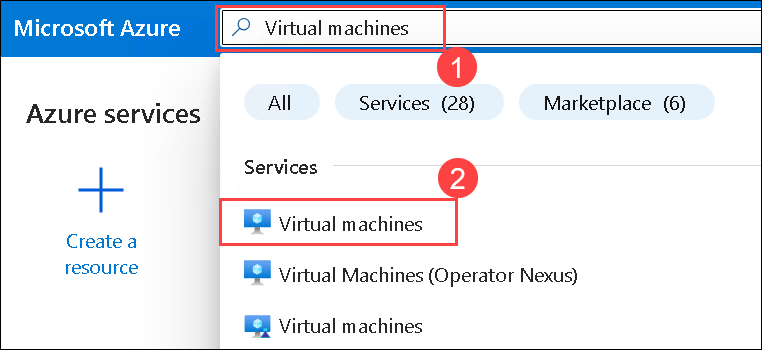 Microsoft Azure
Virtual machines
1
All
Services (28)
Marketplace (6)
Azure services
Services
2
Create a
resource
Virtual machines
Virtual Machines (Operator Nexus)
Virtual machines